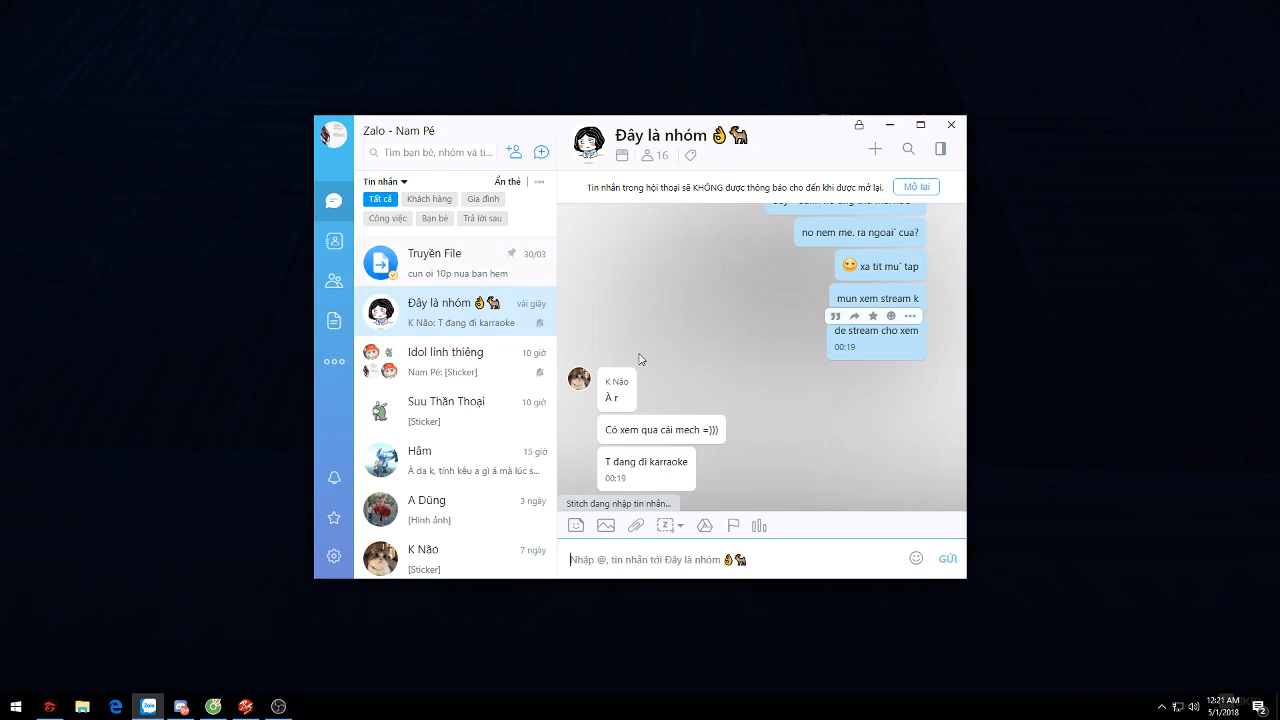 Zalo - Nam Pé
Tìm bạn bè, nhóm và ti...
Tin nhắn
Ẩn thẻ
Tất cả
Khách hàng
Gia đình
Công việc
Bạn bè
Trả lời sau
Truyền File
30/03
cun oi 10p nua ban hem
Đây là nhóm 👌🐕
vài giây
K Não: T đang đi karraoke
Idol linh thiêng
10 giờ
Nam Pé: [Sticker]
Suu Thần Thoại
10 giờ
[Sticker]
Hâm
15 giờ
À dạ k, tính kêu a gì á mà lúc s...
A Dũng
3 ngày
[Hình ảnh]
K Não
7 ngày
[Sticker]
Đây là nhóm 👌🐕
16
Tin nhắn trong hội thoại sẽ KHÔNG được thông báo cho đến khi được mở lại.
Mở lại
no nem me. ra ngoai` cua?
xa tit mu` tap
mun xem stream k
de stream cho xem
00:19
K Não
À r
Có xem qua cái mech =)))
T đang đi karraoke
00:19
Stitch đang nhập tin nhắn...
Nhập @, tin nhắn tới Đây là nhóm 👌🐕
GỬI
Zalo
12:21 AM
5/1/2018
2